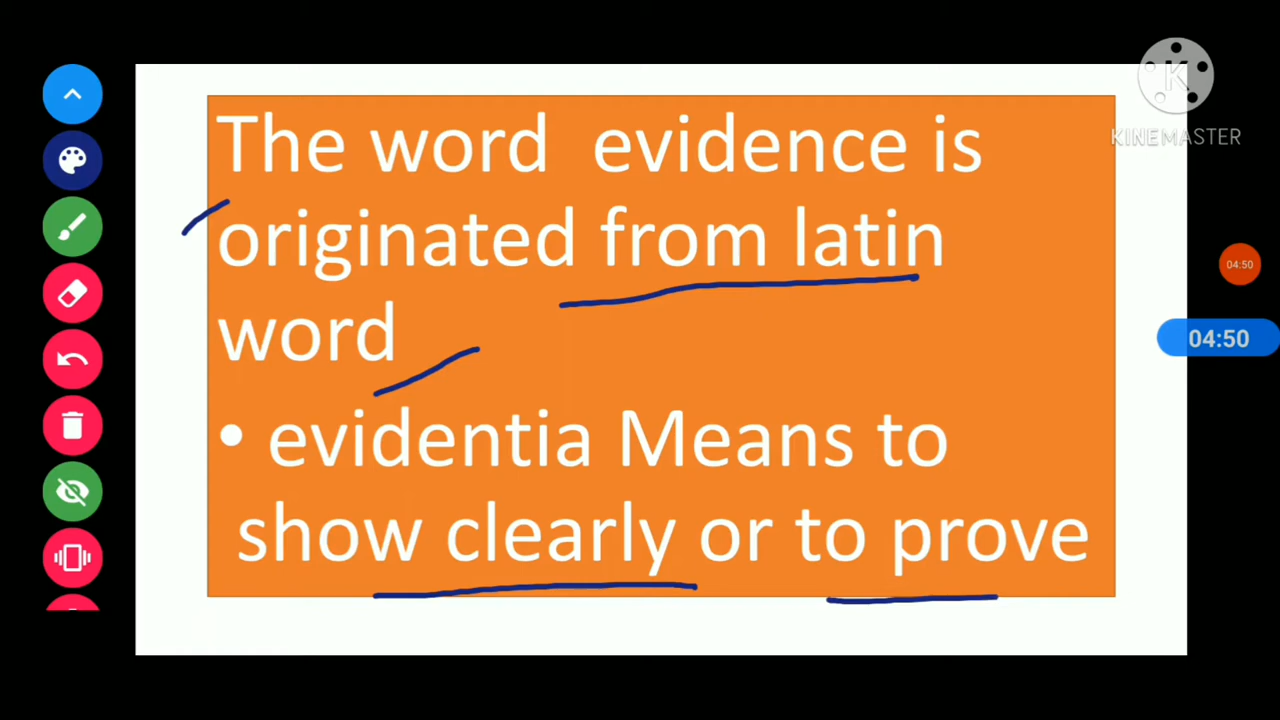 The word evidence is
originated from latin
word
• evidentia Means to
show clearly or to prove
K
KINEMASTER
04:50
04:50